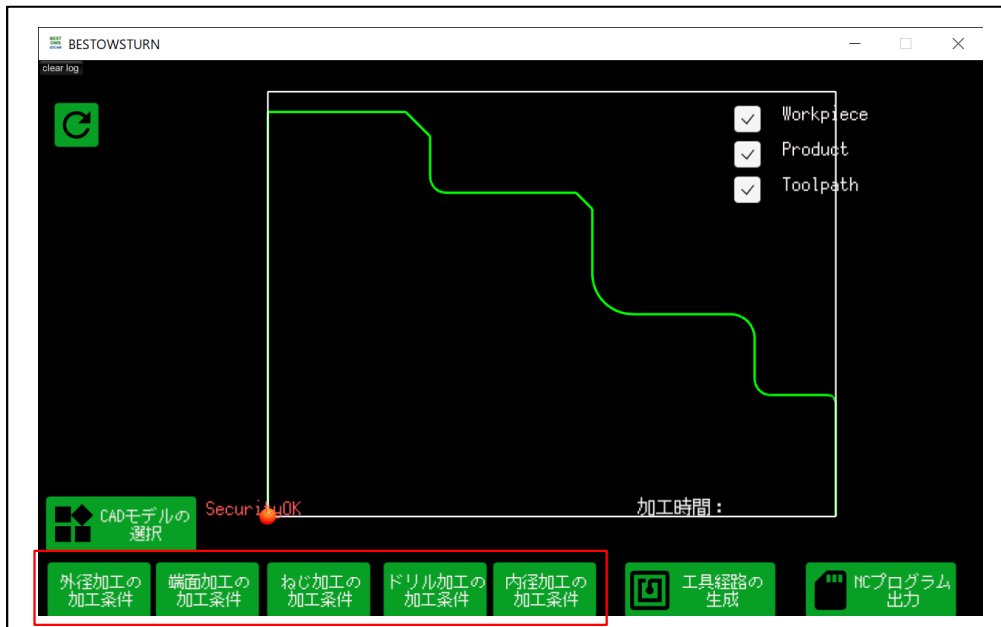 BESTOWSTURN
clear log
Workpiece
Product
Toolpath
SecurityOK
加工時間：
CADモデルの
選択
外径加工の
加工条件
端面加工の
加工条件
ねじ加工の
加工条件
ドリル加工の
加工条件
内径加工の
加工条件
工具経路の
生成
NCプログラム
出力